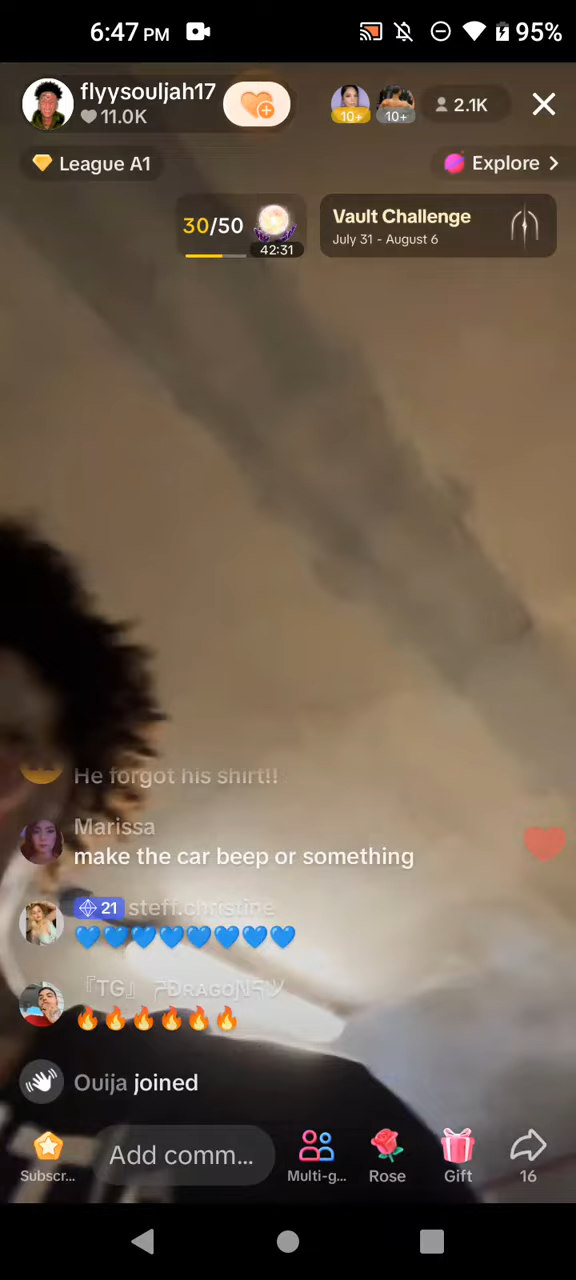 6:47 PM
95%
flyysouljah17
11.0K
10+
10+
2.1K
League A1
Explore >
30/50
42:31
Vault Challenge
July 31 - August 6
He forgot his shirt!!
Marissa
make the car beep or something
21 steff.christine
💙💙💙💙💙💙💙💙
🔥🔥🔥🔥🔥🔥
Ouija joined
Subscr...
Add comm...
Multi-g...
Rose
Gift
16